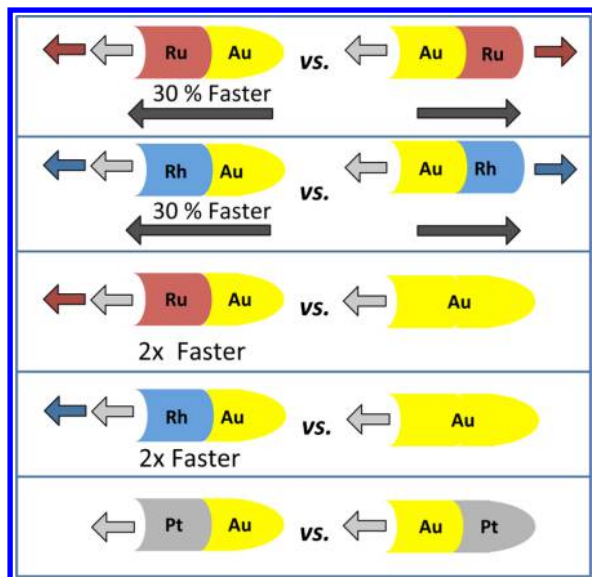 Ru Au vs. Au Ru
30 % Faster
Rh Au vs. Au Rh
30 % Faster
Ru Au vs. Au
2x Faster
Rh Au vs. Au
2x Faster
Pt Au vs. Au Pt